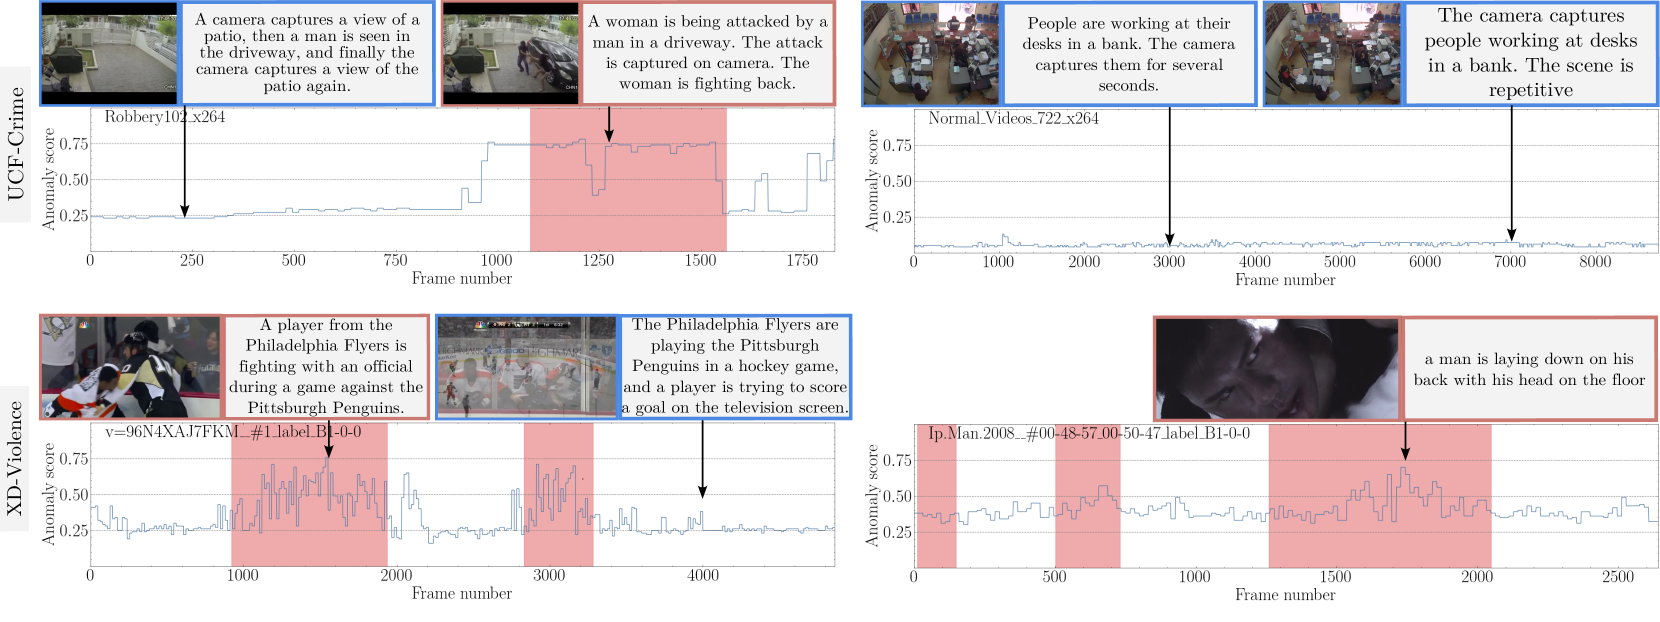 UCF-Crime
A camera captures a view of a
patio, then a man is seen in
the driveway, and finally the
camera captures a view of the
patio again.
A woman is being attacked by a
man in a driveway. The attack
is captured on camera. The
woman is fighting back.
Robbery102_x264
Anomaly score
0.75
0.50
0.25
0 250 500 750 1000 1250 1500 1750
Frame number
People are working at their
desks in a bank. The camera
captures them for several
seconds.
The camera captures
people working at desks
in a bank. The scene is
repetitive
Normal_Videos_722_x264
Anomaly score
0.75
0.50
0.25
0 1000 2000 3000 4000 5000 6000 7000 8000
Frame number
XD-Violence
A player from the
Philadelphia Flyers is
fighting with an official
during a game against the
Pittsburgh Penguins.
The Philadelphia Flyers are
playing the Pittsburgh
Penguins in a hockey game,
and a player is trying to score
a goal on the television screen.
v=96N4XAJ7FKM_#1_label_B1-0-0
Anomaly score
0.75
0.50
0.25
0 1000 2000 3000 4000
Frame number
a man is laying down on his
back with his head on the floor
Ip.Man.2008_#00-48-57_00-50-47_label_B1-0-0
Anomaly score
0.75
0.50
0.25
0 500 1000 1500 2000 2500
Frame number